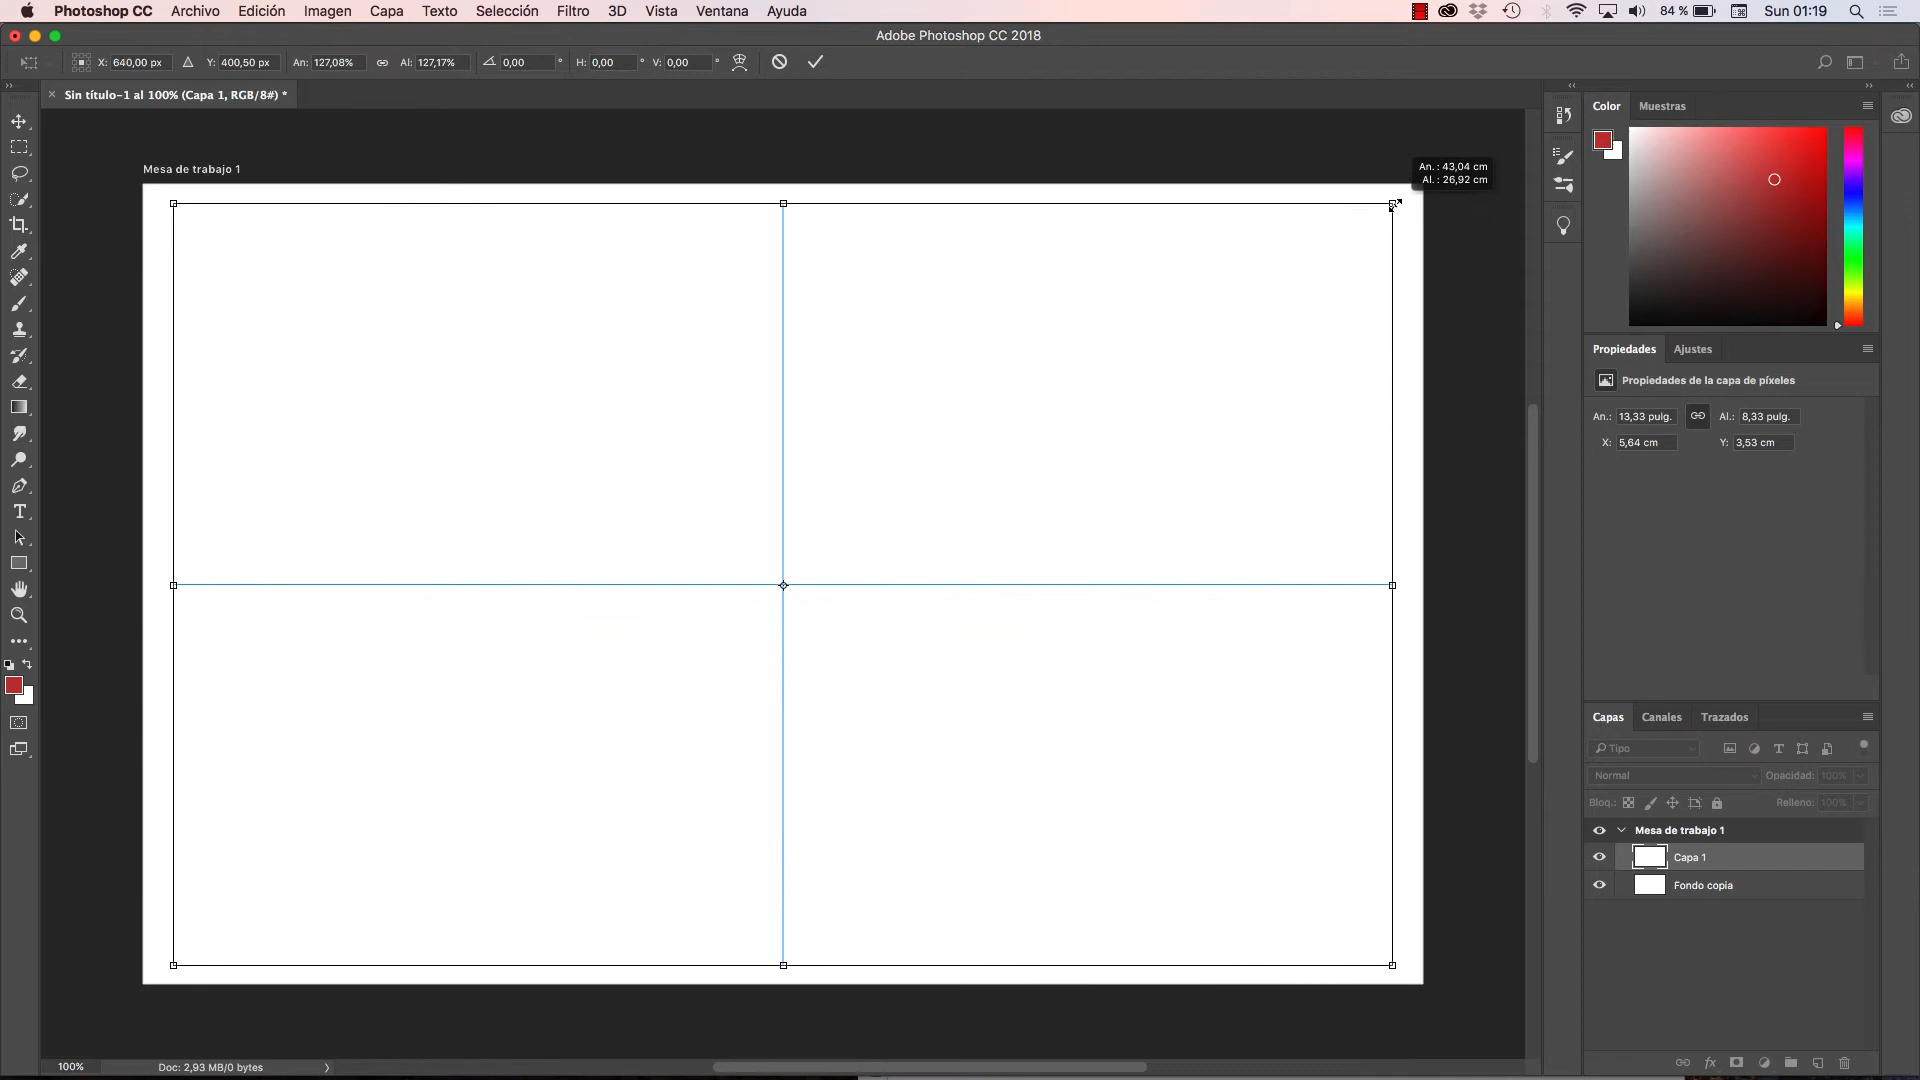 Photoshop CC Archivo Edición Imagen Capa Texto Selección Filtro 3D Vista Ventana Ayuda 84 % Sun 01:19
Adobe Photoshop CC 2018
X: 640,00 px Y: 400,50 px An: 127,08% Al: 127,17% 0,00 ° H: 0,00 ° V: 0,00 °
Sin título-1 al 100% (Capa 1, RGB/8#) *
Color Muestras
Mesa de trabajo 1
An. : 43,04 cm
Al. : 26,92 cm
Propiedades Ajustes
Propiedades de la capa de píxeles
An.: 13,33 pulg. Al.: 8,33 pulg.
X: 5,64 cm Y: 3,53 cm
Capas Canales Trazados
Tipo
Normal Opacidad: 100%
Bloq.: Relleno: 100%
Mesa de trabajo 1
Capa 1
Fondo copia
100% Doc: 2,93 MB/0 bytes